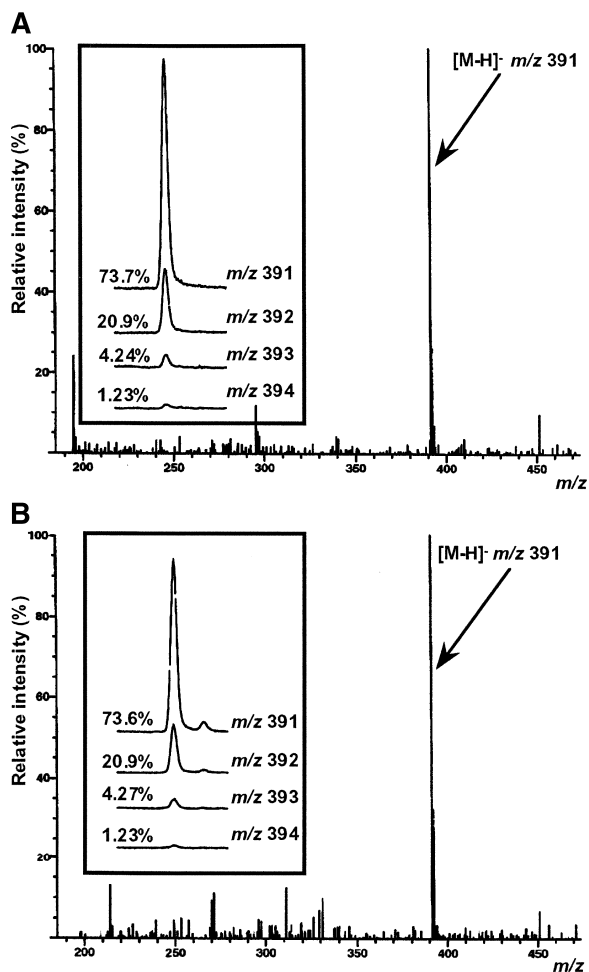 A
[M-H]- m/z 391
Relative intensity (%)
100
80
60
40
20
73.7% m/z 391
20.9% m/z 392
4.24% m/z 393
1.23% m/z 394
200 250 300 350 400 450
m/z
B
[M-H]- m/z 391
Relative intensity (%)
100
80
60
40
20
73.6% m/z 391
20.9% m/z 392
4.27% m/z 393
1.23% m/z 394
200 250 300 350 400 450
m/z